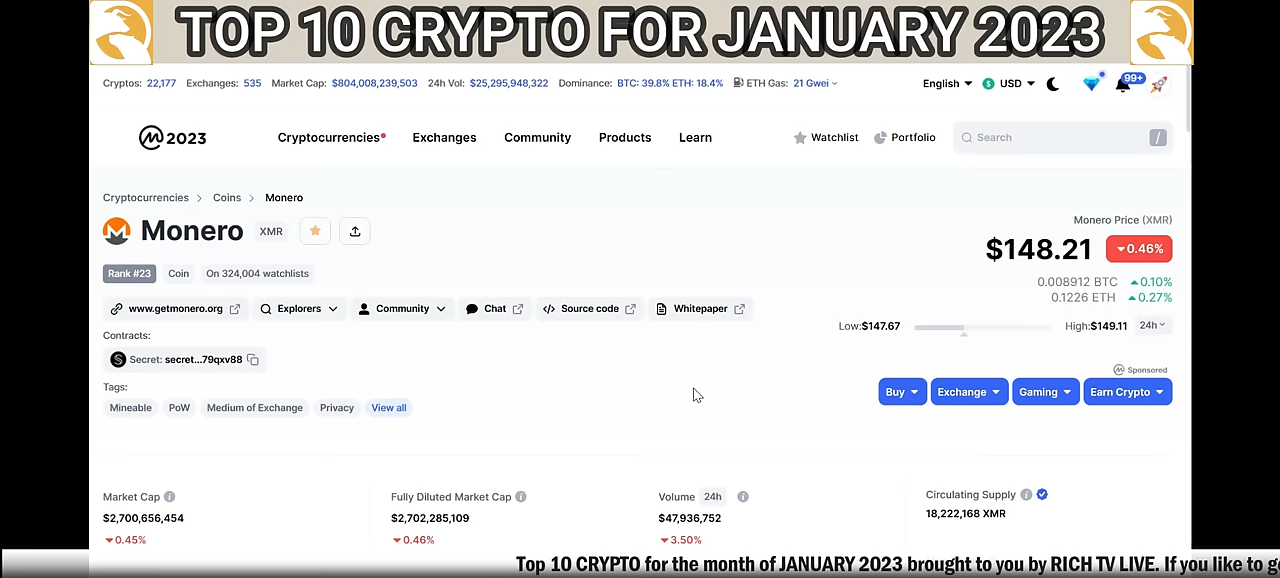 TOP 10 CRYPTO FOR JANUARY 2023
Cryptos: 22,177 Exchanges: 535 Market Cap: $804,008,239,503 24h Vol: $25,295,948,322 Dominance: BTC: 39.8% ETH: 18.4% ETH Gas: 21 Gwei English USD 99+
2023 Cryptocurrencies Exchanges Community Products Learn Watchlist Portfolio Search /
Cryptocurrencies > Coins > Monero
Monero XMR
Monero Price (XMR)
$148.21 0.46%
Rank #23 Coin On 324,004 watchlists
0.008912 BTC 0.10%
0.1226 ETH 0.27%
www.getmonero.org Explorers Community Chat Source code Whitepaper
Low:$147.67 High:$149.11 24h
Contracts:
Secret: secret...79qxv88
Sponsored
Tags:
Buy Exchange Gaming Earn Crypto
Mineable PoW Medium of Exchange Privacy View all
Market Cap Fully Diluted Market Cap Volume 24h Circulating Supply
$2,700,656,454 $2,702,285,109 $47,936,752 18,222,168 XMR
0.45% 0.46% 3.50%
Top 10 CRYPTO for the month of JANUARY 2023 brought to you by RICH TV LIVE. If you like to g